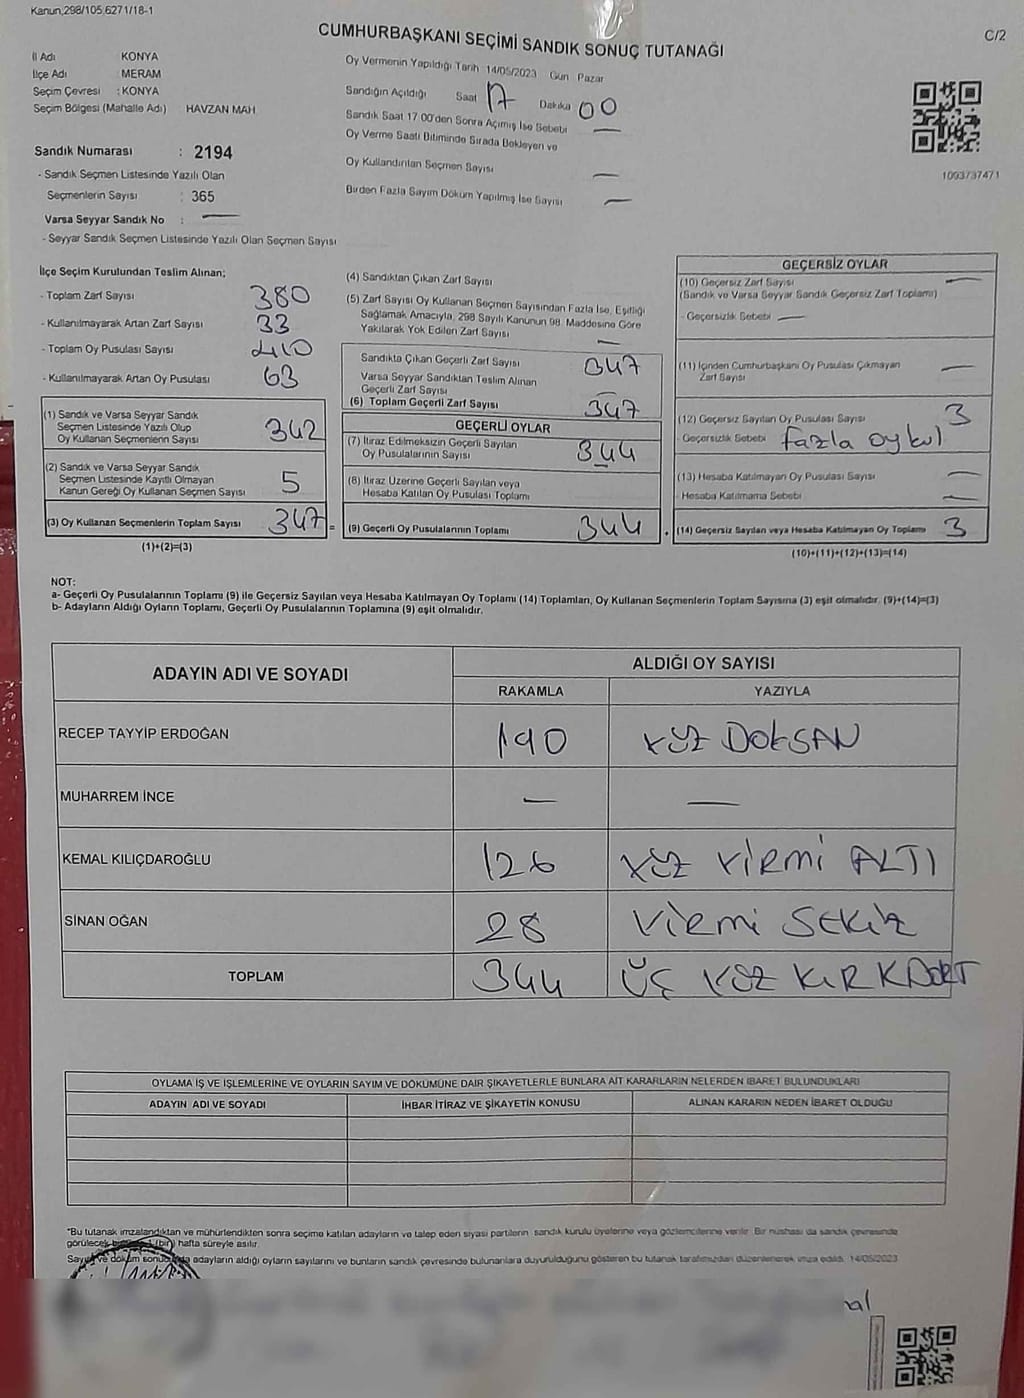 Kanun;298/105,6271/18-1
CUMHURBAŞKANI SEÇİMİ SANDIK SONUÇ TUTANAĞI
C/2
İl Adı KONYA
İlçe Adı : MERAM
Seçim Çevresi : KONYA
Seçim Bölgesi (Mahalle Adı) HAVZAN MAH
Sandık Numarası : 2194
- Sandık Seçmen Listesinde Yazılı Olan
Seçmenlerin Sayısı : 365
Varsa Seyyar Sandık No : —
- Seyyar Sandık Seçmen Listesinde Yazılı Olan Seçmen Sayısı
Oy Vermenin Yapıldığı Tarih 14/05/2023 Gün Pazar
Sandığın Açıldığı Saat 17 Dakika 00
Sandık Saat 17 00'den Sonra Açımış İse Sebebi —
Oy Verme Saati Bitiminde Sırada Bekleyen ve
Oy Kullandırılan Seçmen Sayısı —
Birden Fazla Sayım Döküm Yapılmış İse Sayısı —
1093737471
İlçe Seçim Kurulundan Teslim Alınan;
- Toplam Zarf Sayısı 380
- Kullanılmayarak Artan Zarf Sayısı 33
- Toplam Oy Pusulası Sayısı 410
- Kullanılmayarak Artan Oy Pusulası 63
(1) Sandık ve Varsa Seyyar Sandık
Seçmen Listesinde Yazılı Olup
Oy Kullanan Seçmenlerin Sayısı 342
(2) Sandık ve Varsa Seyyar Sandık
Seçmen Listesinde Kayıtlı Olmayan
Kanun Gereği Oy Kullanan Seçmen Sayısı 5
(3) Oy Kullanan Seçmenlerin Toplam Sayısı 347 =
(1)+(2)=(3)
(4) Sandıktan Çıkan Zarf Sayısı
(5) Zarf Sayısı Oy Kullanan Seçmen Sayısından Fazla İse, Eşitliği
Sağlamak Amacıyla, 298 Sayılı Kanunun 98. Maddesine Göre
Yakılarak Yok Edilen Zarf Sayısı —
Sandıkta Çıkan Geçerli Zarf Sayısı 347
Varsa Seyyar Sandıktan Teslim Alınan
Geçerli Zarf Sayısı —
(6) Toplam Geçerli Zarf Sayısı 347
GEÇERLİ OYLAR
(7) İtiraz Edilmeksizin Geçerli Sayılan
Oy Pusulalarının Sayısı 344
(8) İtiraz Üzerine Geçerli Sayılan veya
Hesaba Katılan Oy Pusulası Toplamı —
(9) Geçerli Oy Pusulalarının Toplamı 344
GEÇERSİZ OYLAR
(10) Geçersiz Zarf Sayısı —
(Sandık ve Varsa Seyyar Sandık Geçersiz Zarf Toplamı)
- Geçersizlik Sebebi —
(11) İçinden Cumhurbaşkanı Oy Pusulası Çıkmayan
Zarf Sayısı —
(12) Geçersiz Sayılan Oy Pusulası Sayısı 3
- Geçersizlik Sebebi fazla oy kul
(13) Hesaba Katılmayan Oy Pusulası Sayısı —
- Hesaba Katılmama Sebebi —
(14) Geçersiz Sayılan veya Hesaba Katılmayan Oy Toplamı 3
(10)+(11)+(12)+(13)=(14)
NOT:
a- Geçerli Oy Pusulalarının Toplamı (9) ile Geçersiz Sayılan veya Hesaba Katılmayan Oy Toplamı (14) Toplamları, Oy Kullanan Seçmenlerin Toplam Sayısına (3) eşit olmalıdır. (9)+(14)=(3)
b- Adayların Aldığı Oyların Toplamı, Geçerli Oy Pusulalarının Toplamına (9) eşit olmalıdır.
ADAYIN ADI VE SOYADI
ALDIĞI OY SAYISI
RAKAMLA YAZIYLA
RECEP TAYYİP ERDOĞAN 190 YÜZ DOKSAN
MUHARREM İNCE — —
KEMAL KILIÇDAROĞLU 126 YÜZ YİRMİ ALTI
SİNAN OĞAN 28 YİRMİ SEKİZ
TOPLAM 344 ÜÇ YÜZ KIRKDÖRT
OYLAMA İŞ VE İŞLEMLERİNE VE OYLARIN SAYIM VE DÖKÜMÜNE DAİR ŞİKAYETLERLE BUNLARA AİT KARARLARIN NELERDEN İBARET BULUNDUKLARI
ADAYIN ADI VE SOYADI İHBAR İTİRAZ VE ŞİKAYETİN KONUSU ALINAN KARARIN NEDEN İBARET OLDUĞU
*Bu tutanak imzalandıktan ve mühürlendikten sonra seçime katılan adayların ve talep eden siyasi partilerin sandık kurulu üyelerine veya gözlemcilerine verilir. Bir nüshası da sandık çevresinde
görülecek bir 1 (bir) hafta süreyle asılır.
Sayım ve döküm sonucunda adayların aldığı oyların sayılarını ve bunların sandık çevresinde bulunanlara duyurulduğunu gösteren bu tutanak tarafımızdan düzenlenerek imza edildi. 14/05/2023